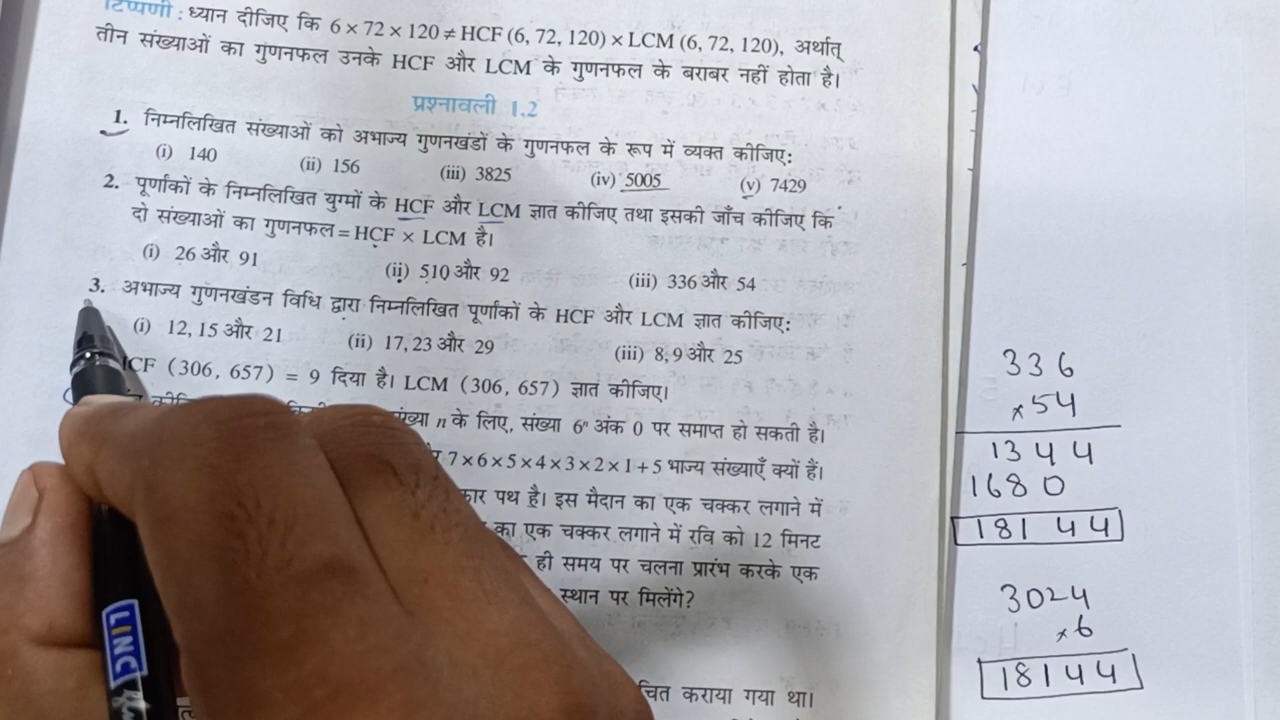 टिप्पणी : ध्यान दीजिए कि 6 × 72 × 120 ≠ HCF (6, 72, 120) × LCM (6, 72, 120), अर्थात्
तीन संख्याओं का गुणनफल उनके HCF और LCM के गुणनफल के बराबर नहीं होता है।
प्रश्नावली 1.2
1. निम्नलिखित संख्याओं को अभाज्य गुणनखंडों के गुणनफल के रूप में व्यक्त कीजिए:
(i) 140 (ii) 156 (iii) 3825 (iv) 5005 (v) 7429
2. पूर्णांकों के निम्नलिखित युग्मों के HCF और LCM ज्ञात कीजिए तथा इसकी जाँच कीजिए कि
दो संख्याओं का गुणनफल = HCF × LCM है।
(i) 26 और 91 (ii) 510 और 92 (iii) 336 और 54
3. अभाज्य गुणनखंडन विधि द्वारा निम्नलिखित पूर्णांकों के HCF और LCM ज्ञात कीजिए:
(i) 12, 15 और 21 (ii) 17, 23 और 29 (iii) 8, 9 और 25
HCF (306, 657) = 9 दिया है। LCM (306, 657) ज्ञात कीजिए।
संख्या n के लिए, संख्या 6ⁿ अंक 0 पर समाप्त हो सकती है।
7 × 6 × 5 × 4 × 3 × 2 × 1 + 5 भाज्य संख्याएँ क्यों हैं।
पथ है। इस मैदान का एक चक्कर लगाने में
का एक चक्कर लगाने में रवि को 12 मिनट
ही समय पर चलना प्रारंभ करके एक
स्थान पर मिलेंगे?
कराया गया था।
336
×54
1344
1680
18144
3024
×6
18144
LINC